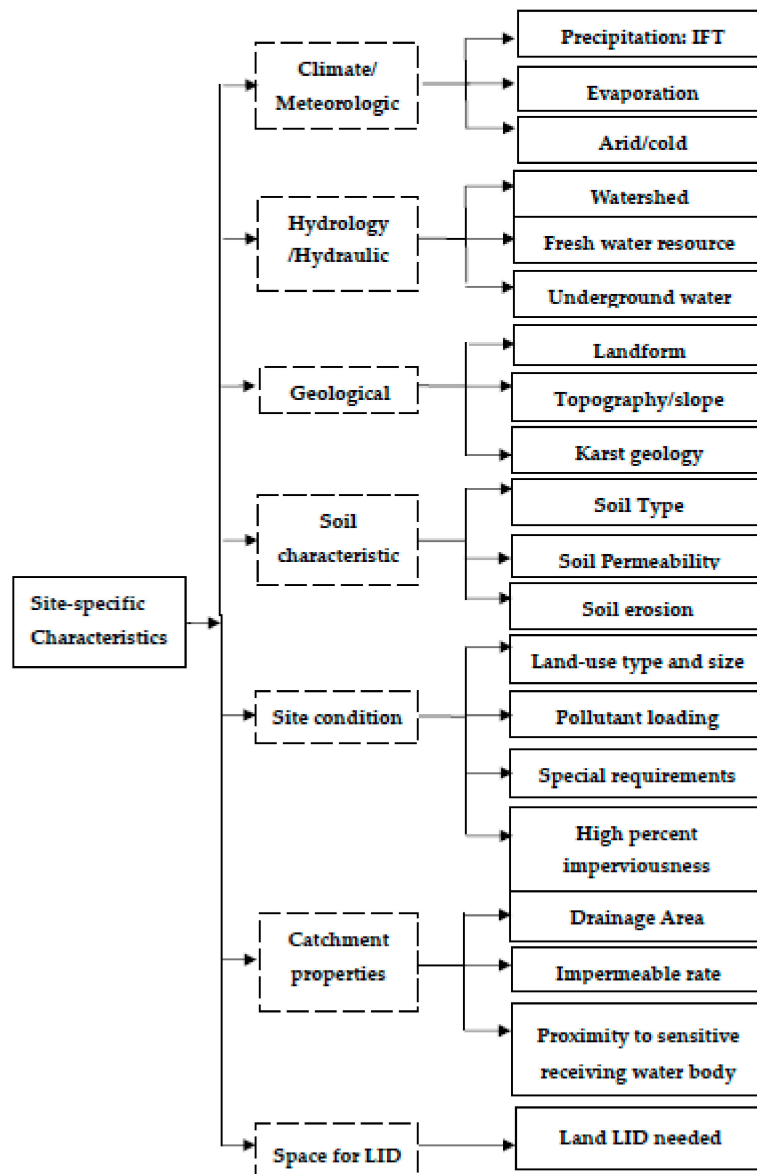 Site-specific
Characteristics
Climate/
Meteorologic
Precipitation: IFT
Evaporation
Arid/cold
Hydrology
/Hydraulic
Watershed
Fresh water resource
Underground water
Geological
Landform
Topography/slope
Karst geology
Soil
characteristic
Soil Type
Soil Permeability
Soil erosion
Site condition
Land-use type and size
Pollutant loading
Special requirements
High percent
imperviousness
Catchment
properties
Drainage Area
Impermeable rate
Proximity to sensitive
receiving water body
Space for LID
Land LID needed